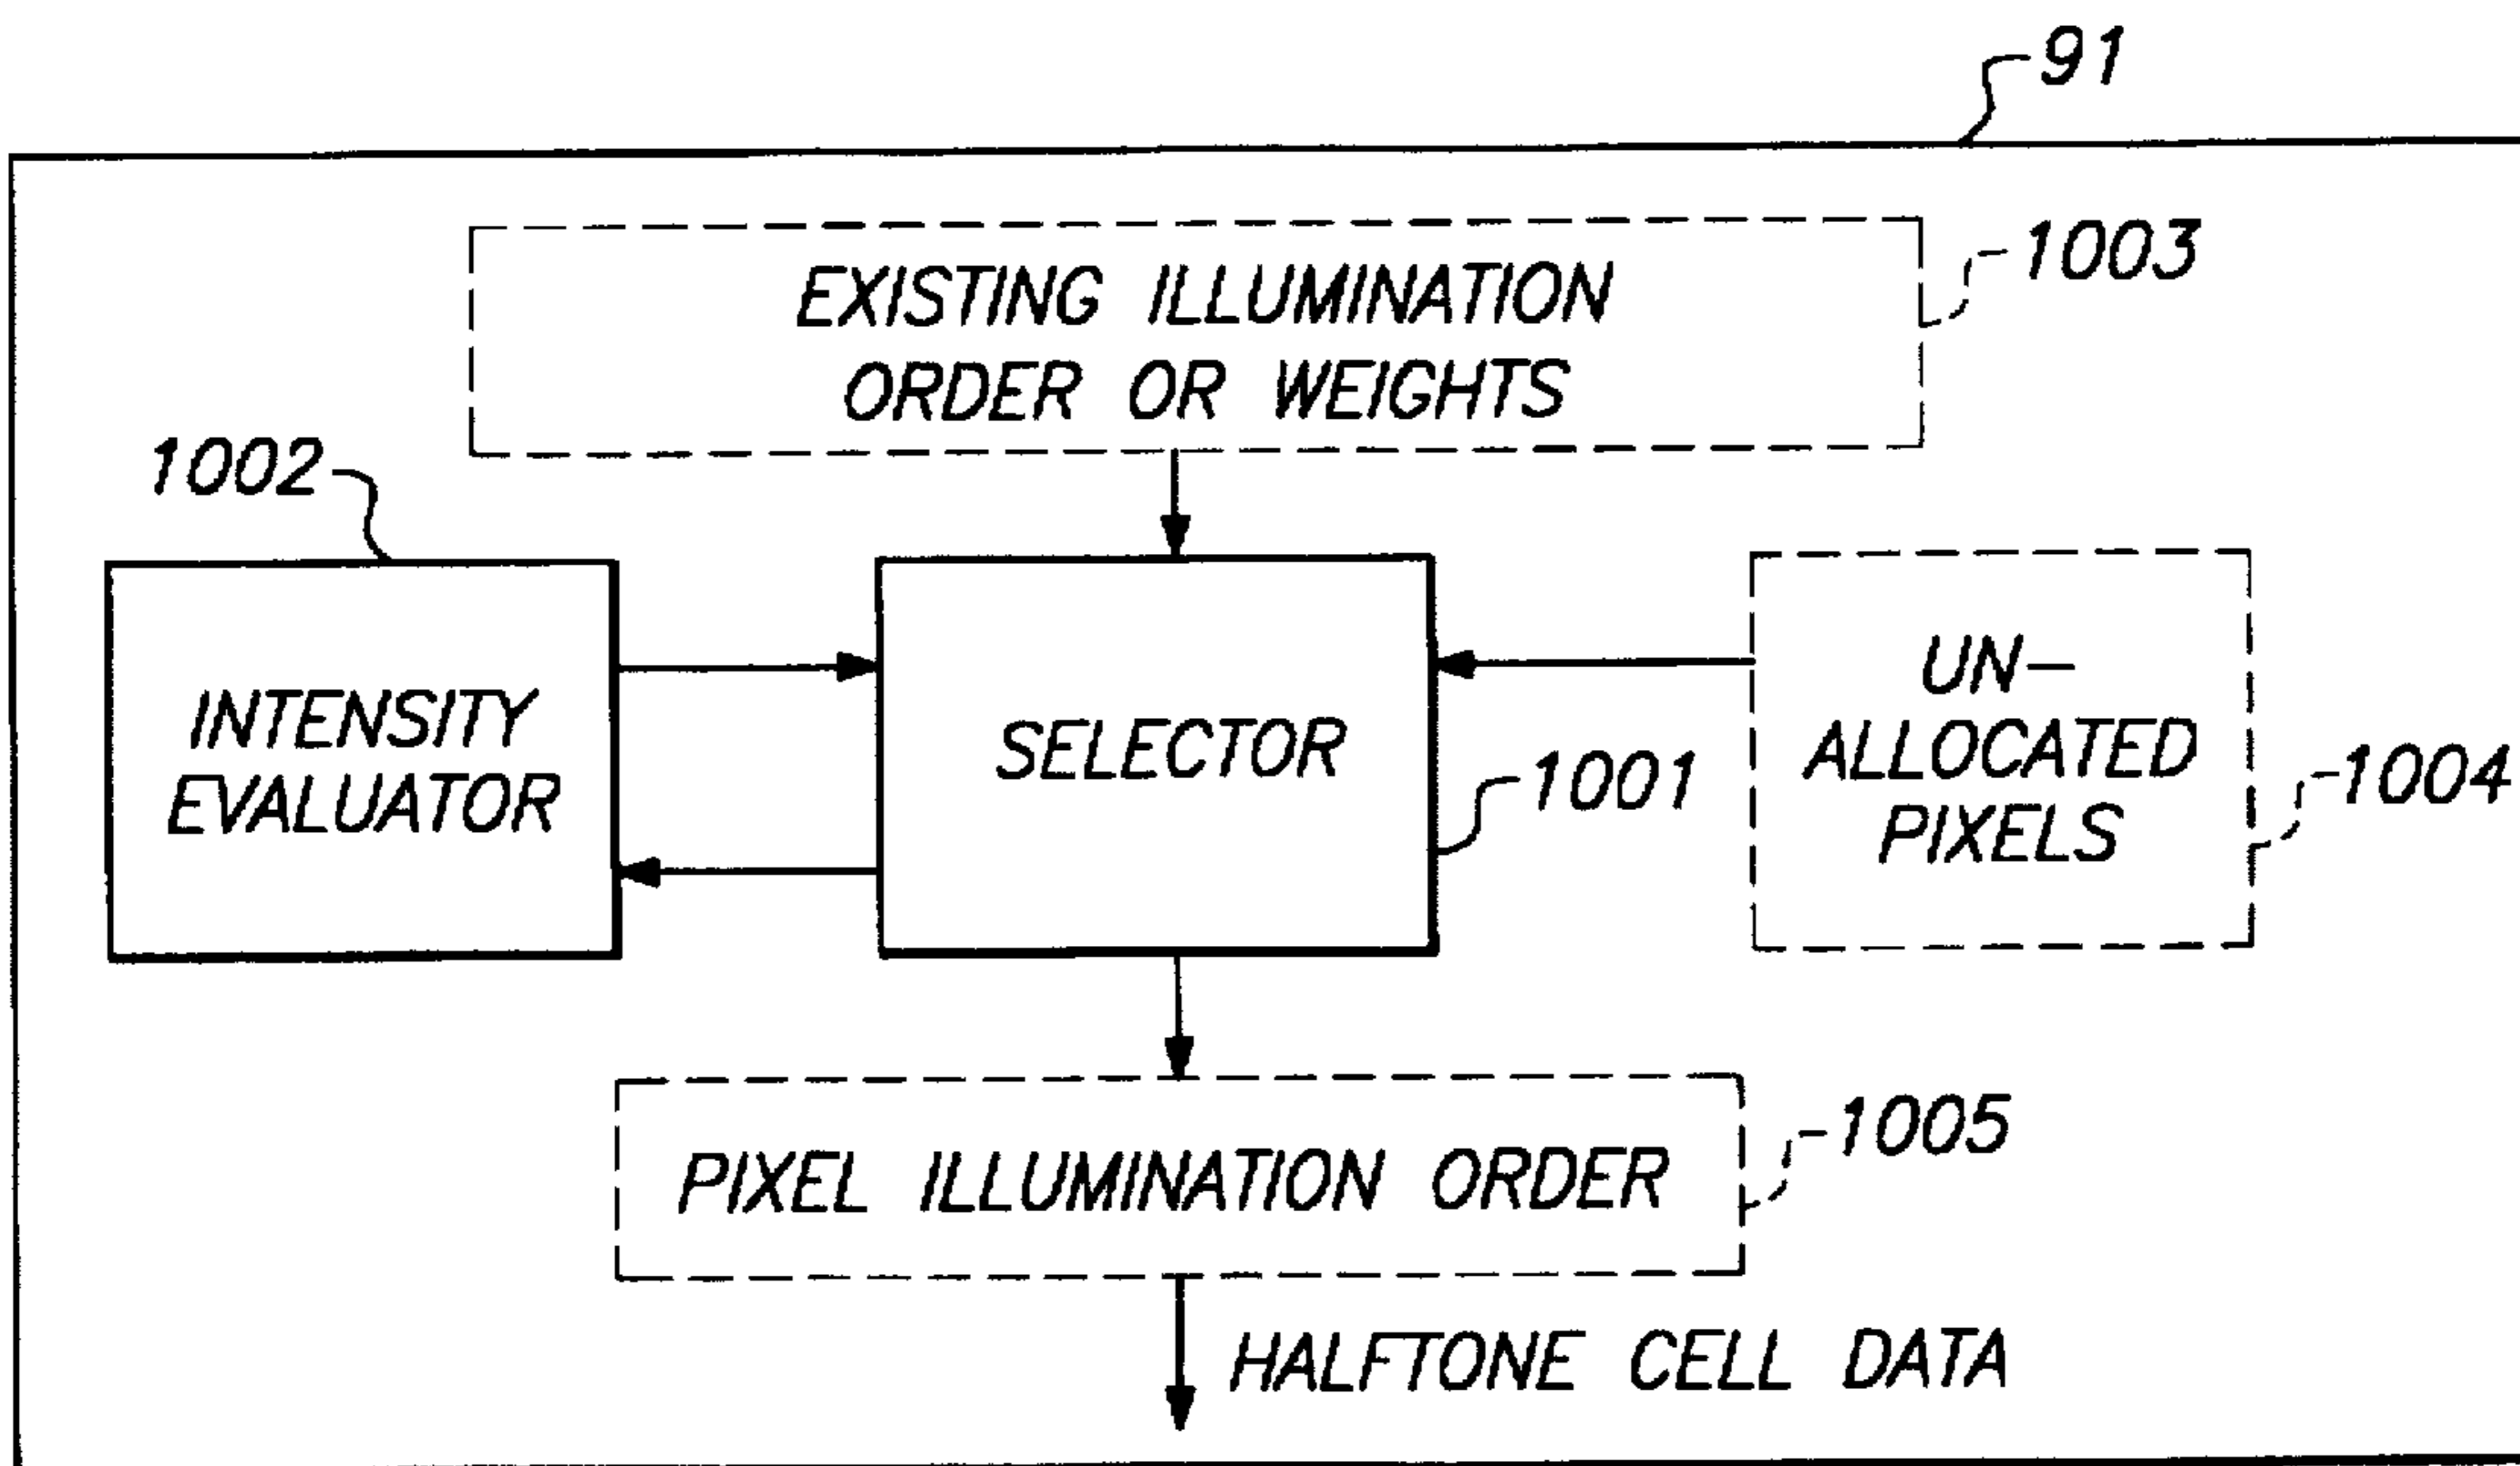 91
EXISTING ILLUMINATION
ORDER OR WEIGHTS
1003
1002
INTENSITY
EVALUATOR
SELECTOR
1001
UN-
ALLOCATED
PIXELS
1004
PIXEL ILLUMINATION ORDER
1005
HALFTONE CELL DATA